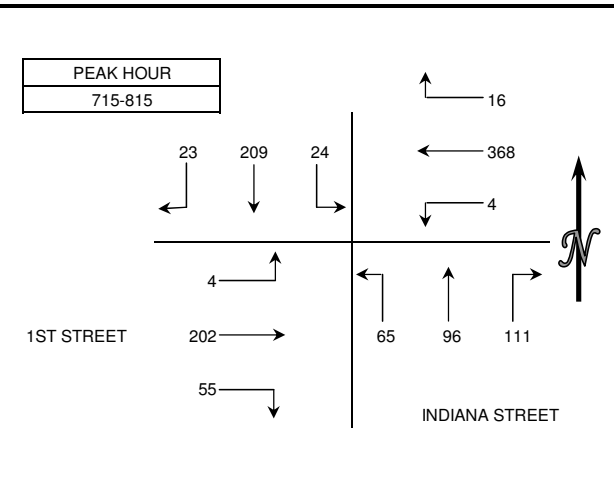 PEAK HOUR
715-815
16
23 209 24
368
4
4
1ST STREET 202
65 96 111
55
INDIANA STREET
N